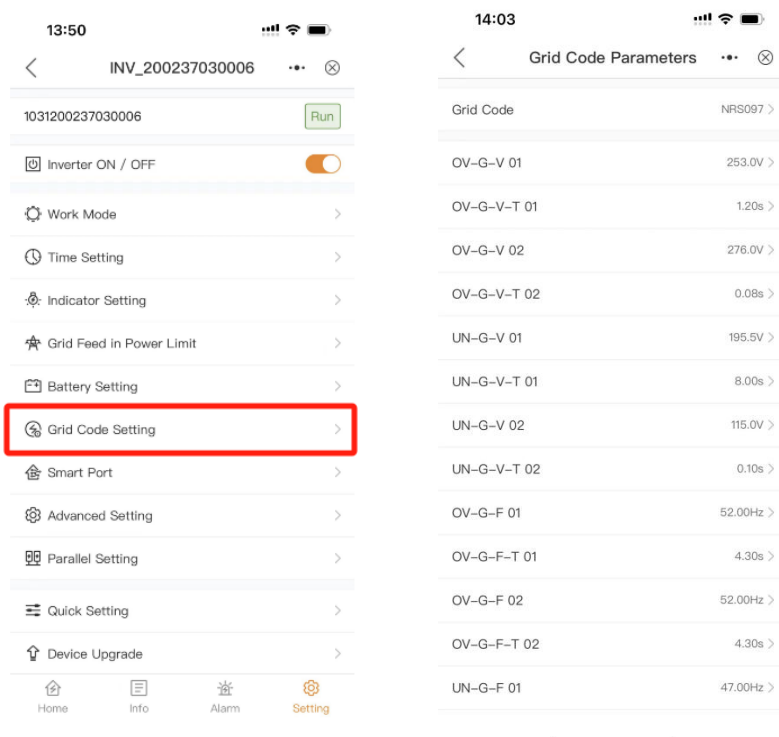 13:50
INV_200237030006
1031200237030006
Run
Inverter ON / OFF
Work Mode
Time Setting
Indicator Setting
Grid Feed in Power Limit
Battery Setting
Grid Code Setting
Smart Port
Advanced Setting
Parallel Setting
Quick Setting
Device Upgrade
Home
Info
Alarm
Setting
14:03
Grid Code Parameters
Grid Code NRS097
OV-G-V 01 253.0V
OV-G-V-T 01 1.20s
OV-G-V 02 276.0V
OV-G-V-T 02 0.08s
UN-G-V 01 195.5V
UN-G-V-T 01 8.00s
UN-G-V 02 115.0V
UN-G-V-T 02 0.10s
OV-G-F 01 52.00Hz
OV-G-F-T 01 4.30s
OV-G-F 02 52.00Hz
OV-G-F-T 02 4.30s
UN-G-F 01 47.00Hz